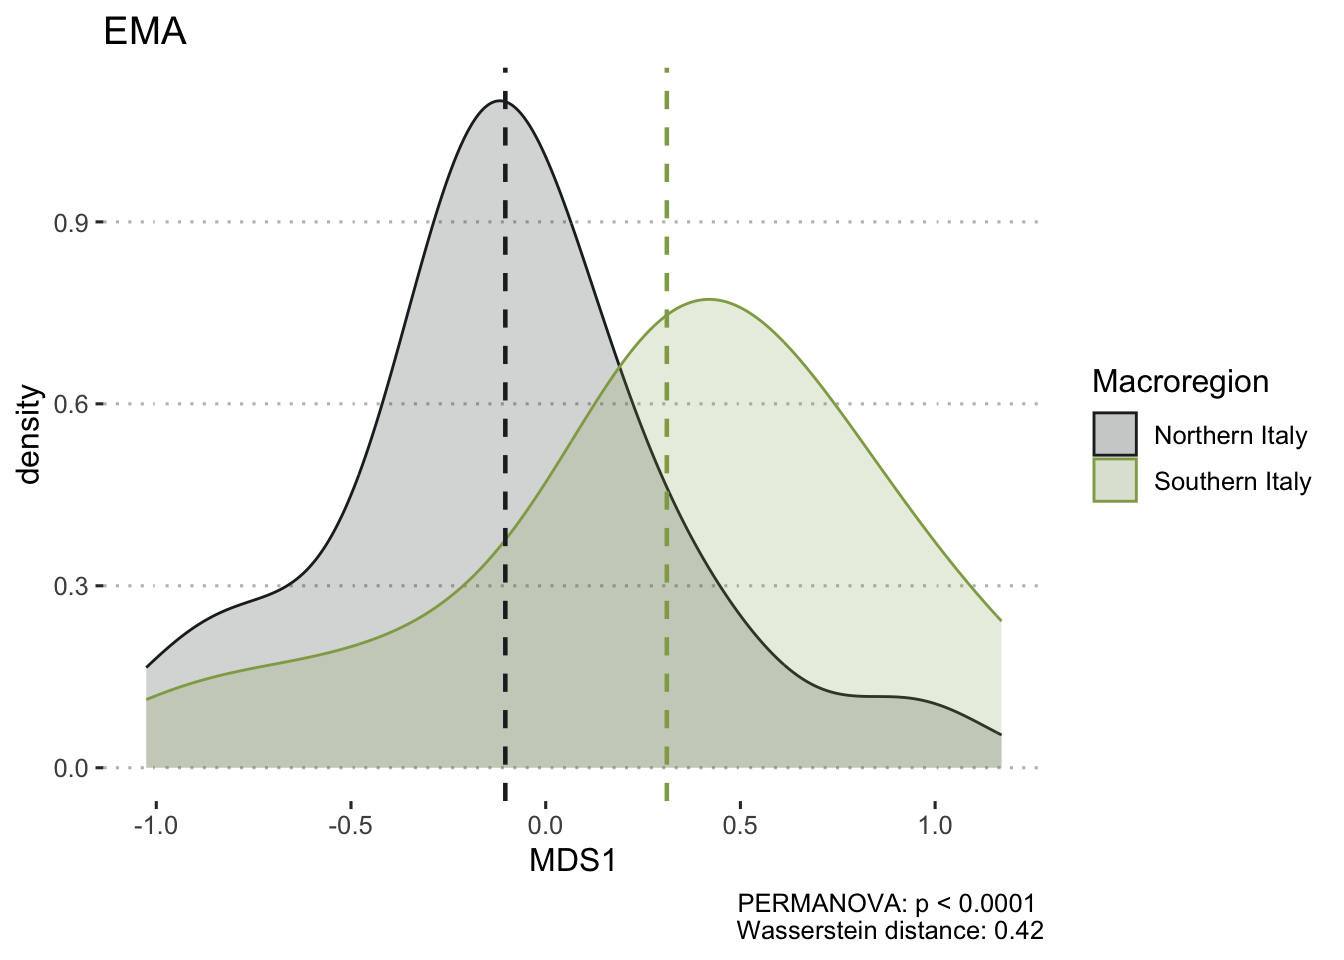 EMA
0.9
0.6
0.3
0.0
density
-1.0 -0.5 0.0 0.5 1.0
MDS1
Macroregion
Northern Italy
Southern Italy
PERMANOVA: p < 0.0001
Wasserstein distance: 0.42